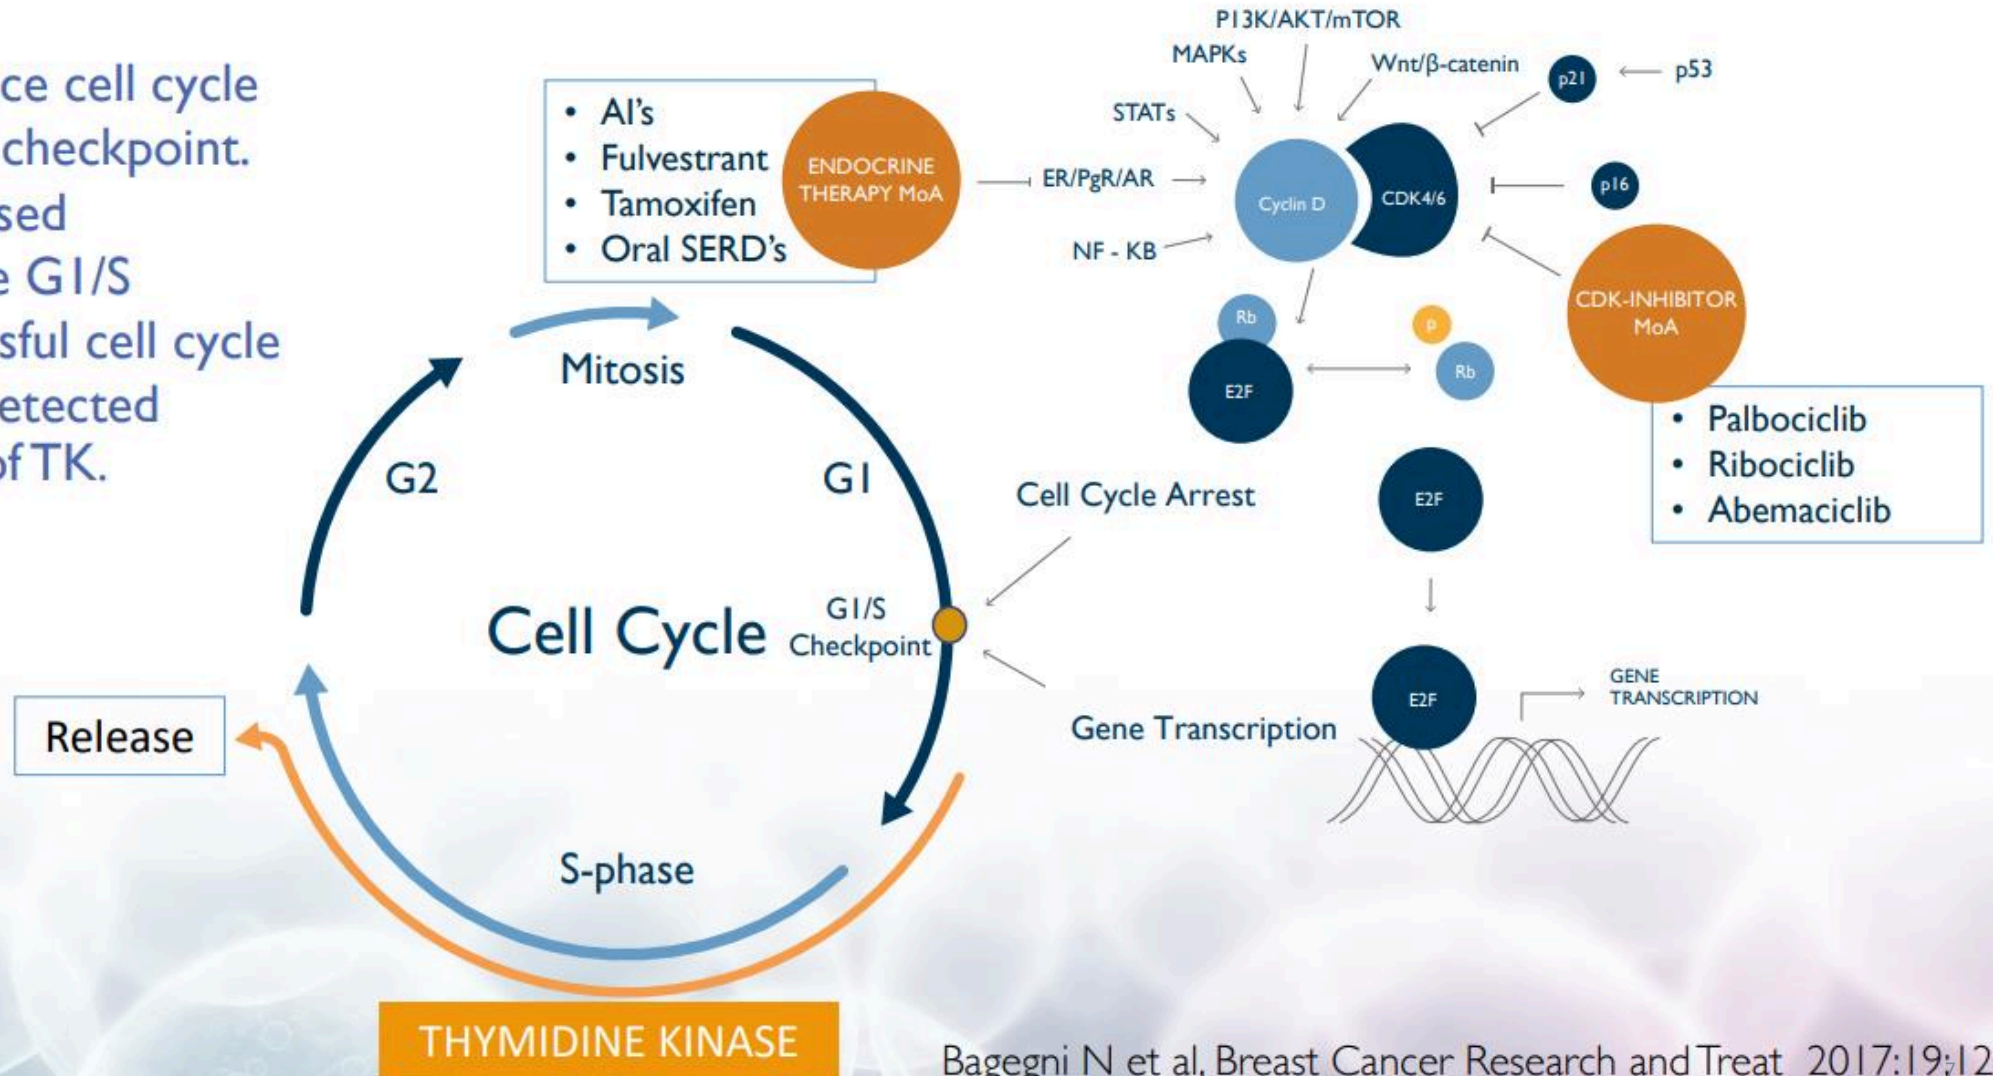 ce cell cycle
checkpoint.
sed
e G1/S
sful cell cycle
etected
of TK.
• AI's
• Fulvestrant
• Tamoxifen
• Oral SERD's
ENDOCRINE
THERAPY MoA
P13K/AKT/mTOR
MAPKs
Wnt/β-catenin
STATs
ER/PgR/AR
NF - KB
p21
p53
Cyclin D
CDK4/6
p16
CDK-INHIBITOR
MoA
• Palbociclib
• Ribociclib
• Abemaciclib
Rb
E2F
P
Rb
E2F
E2F
GENE
TRANSCRIPTION
Mitosis
G2
G1
Cell Cycle Arrest
Cell Cycle
G1/S
Checkpoint
Gene Transcription
Release
S-phase
THYMIDINE KINASE
Bagegni N et al, Breast Cancer Research and Treat 2017:19;12